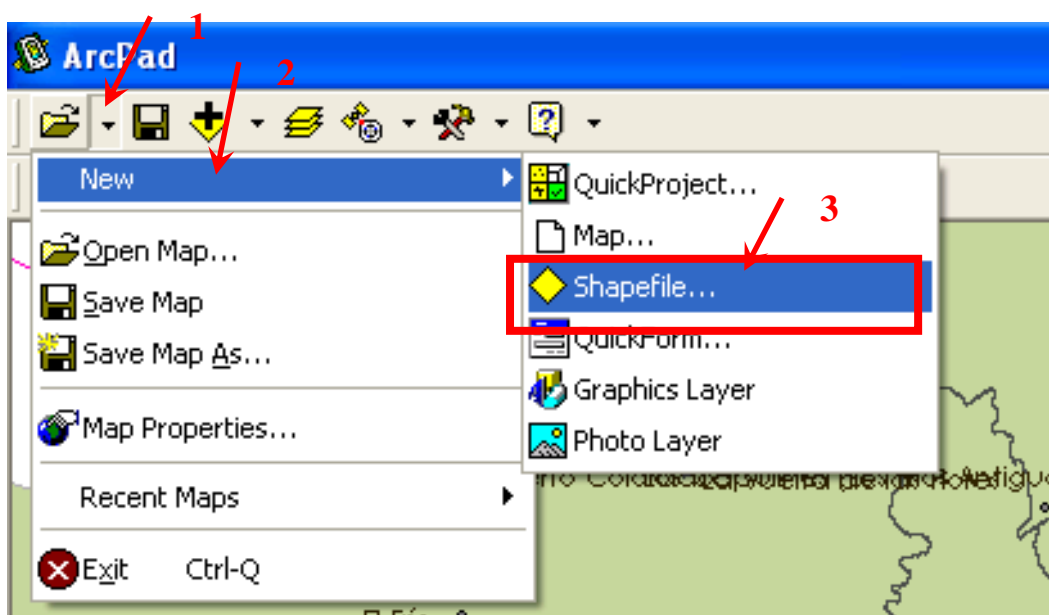 1
ArcPad
2
New
QuickProject...
3
Open Map...
Map...
Save Map
Shapefile...
Save Map As...
QuickForm...
Graphics Layer
Map Properties...
Photo Layer
Recent Maps
Exit Ctrl-Q